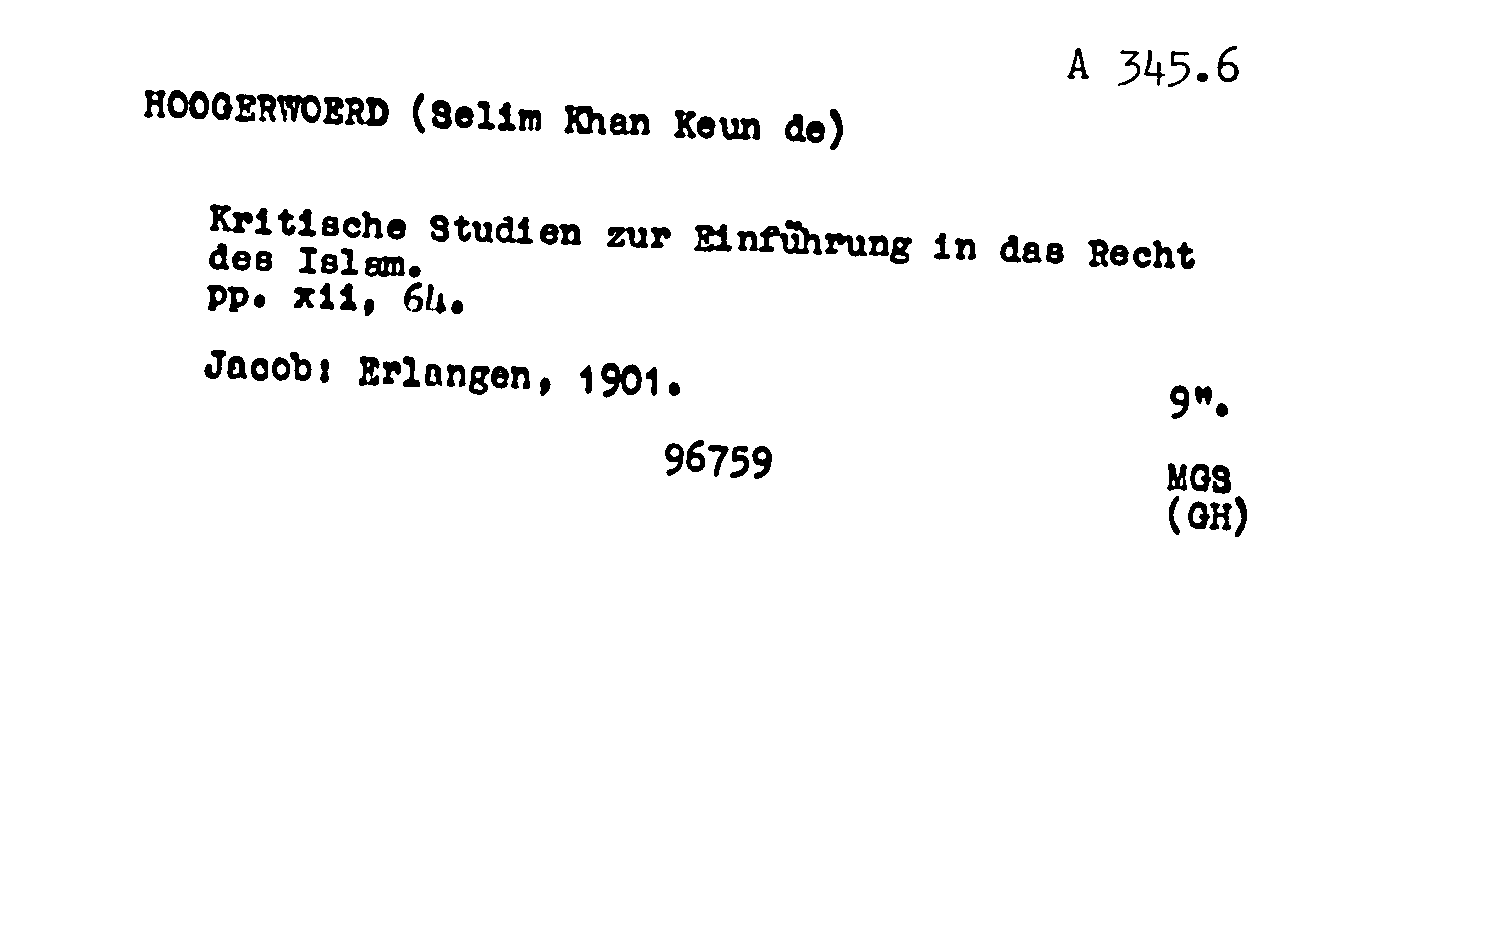 A 345.6
HOOGERWOERD (Selim Khan Keun de)
Kritische Studien zur Einführung in das Recht
des Islam.
pp. xii, 64.
Jacob: Erlangen, 1901.
9".
96759
MGS
(GH)